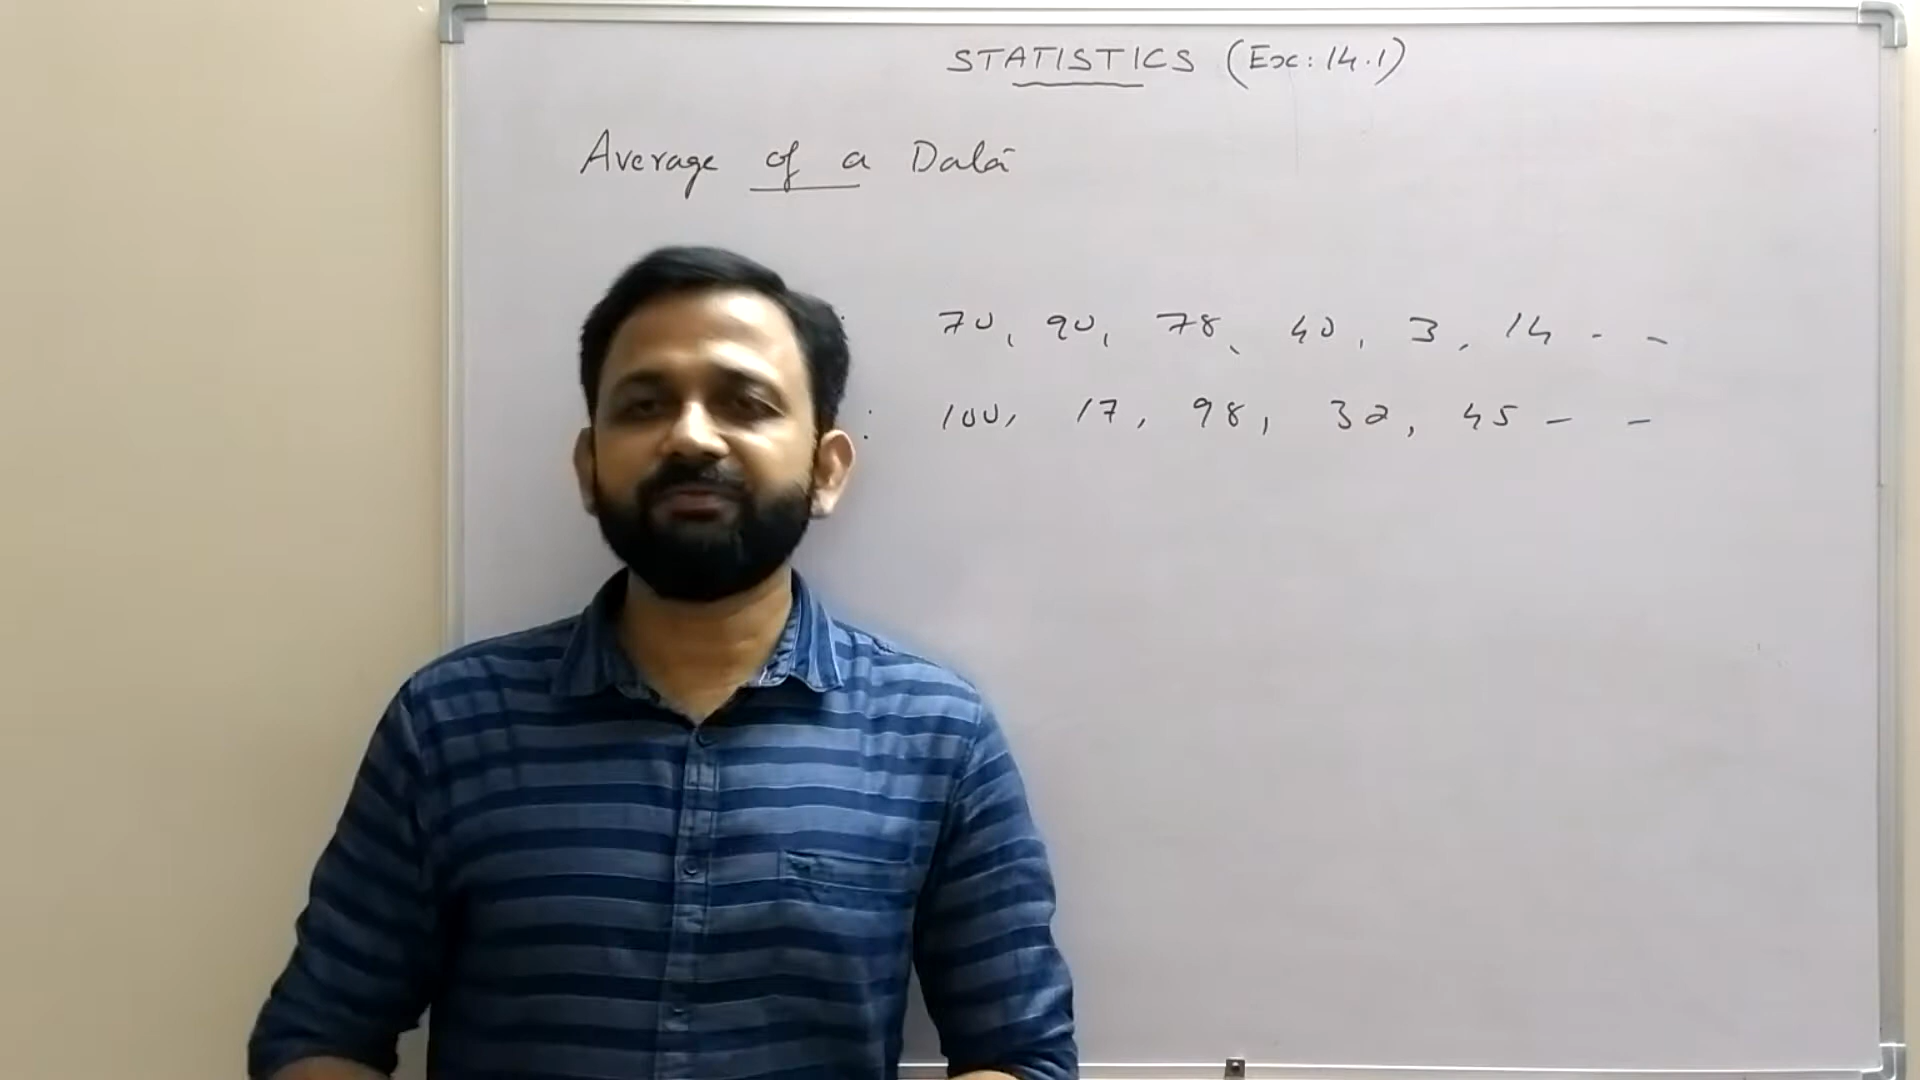 STATISTICS (Ex: 14.1)
Average of a Data
: 70, 90, 78, 40, 3, 14 - -
: 100, 17, 98, 32, 45 - -